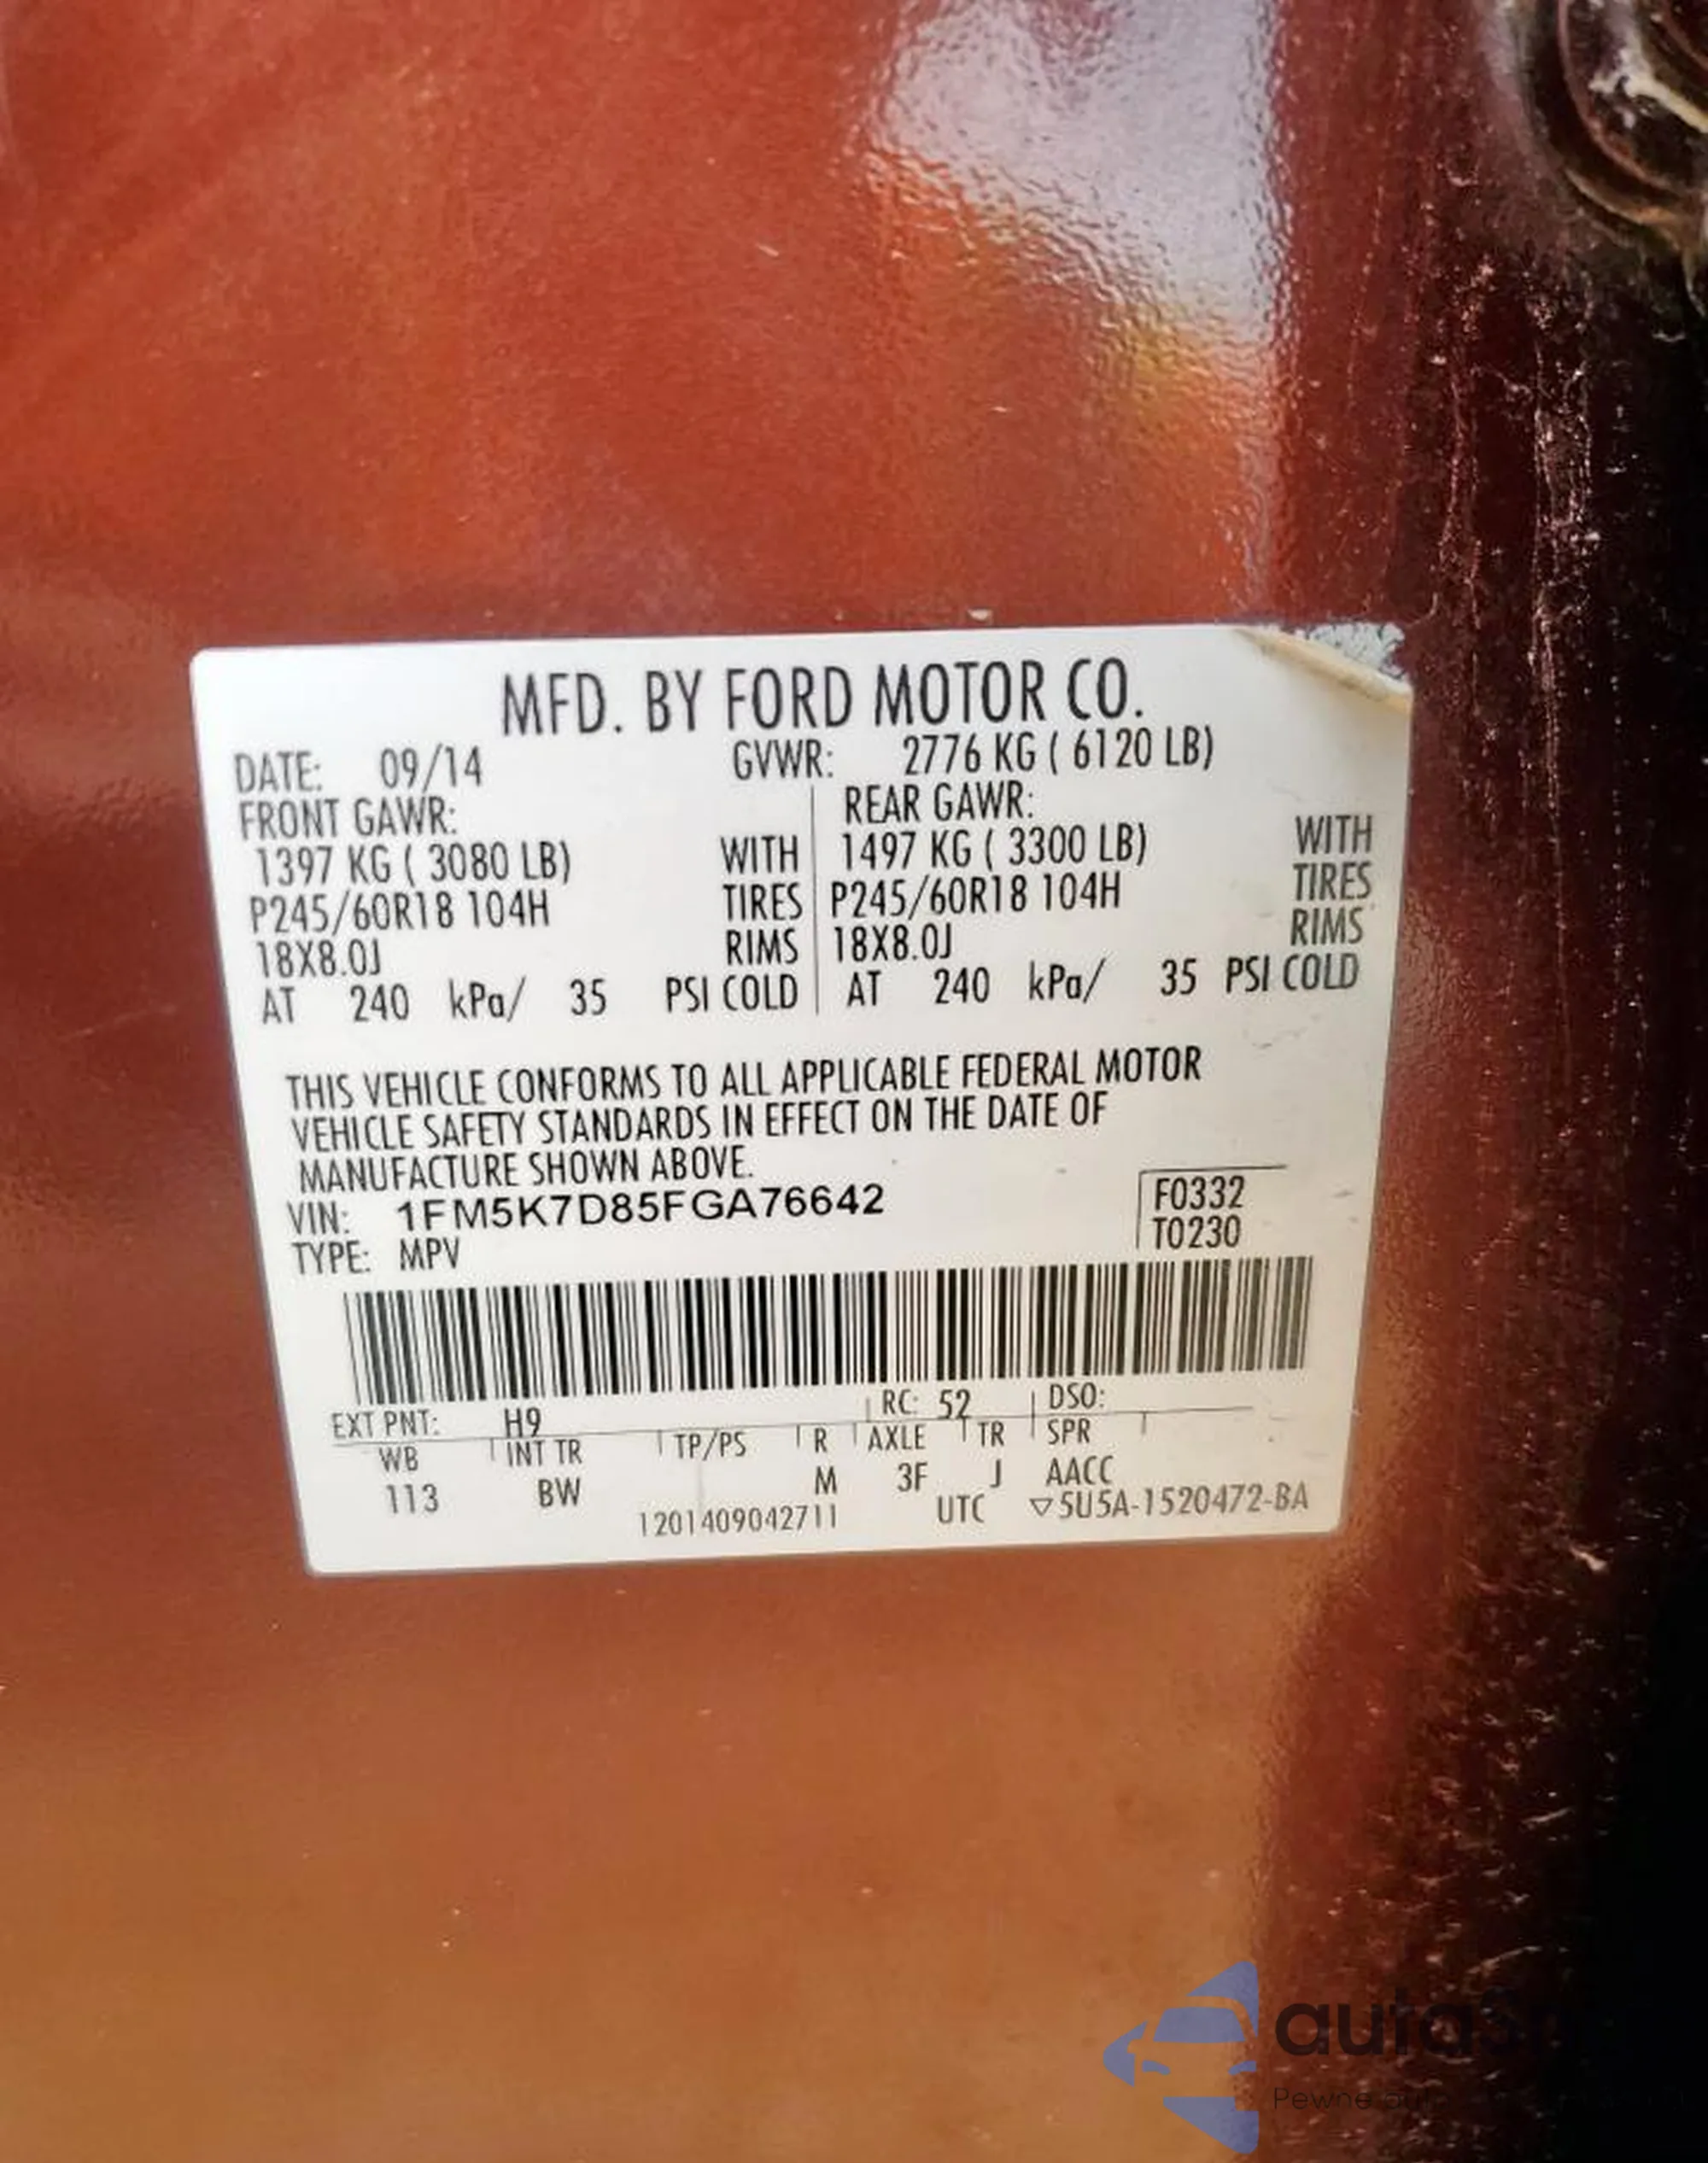 MFD. BY FORD MOTOR CO.
DATE: 09/14 GVWR: 2776 KG ( 6120 LB)
FRONT GAWR: REAR GAWR:
1397 KG ( 3080 LB) WITH 1497 KG ( 3300 LB) WITH
P245/60R18 104H TIRES P245/60R18 104H TIRES
18X8.0J RIMS 18X8.0J RIMS
AT 240 kPa/ 35 PSI COLD AT 240 kPa/ 35 PSI COLD
THIS VEHICLE CONFORMS TO ALL APPLICABLE FEDERAL MOTOR
VEHICLE SAFETY STANDARDS IN EFFECT ON THE DATE OF
MANUFACTURE SHOWN ABOVE.
VIN: 1FM5K7D85FGA76642 F0332
TYPE: MPV T0230
EXT PNT: H9 RC: 52 DSO:
WB INT TR TP/PS R AXLE TR SPR
113 BW M 3F J AACC
1201409042711 UTC ▽5U5A-1520472-BA
Pewne